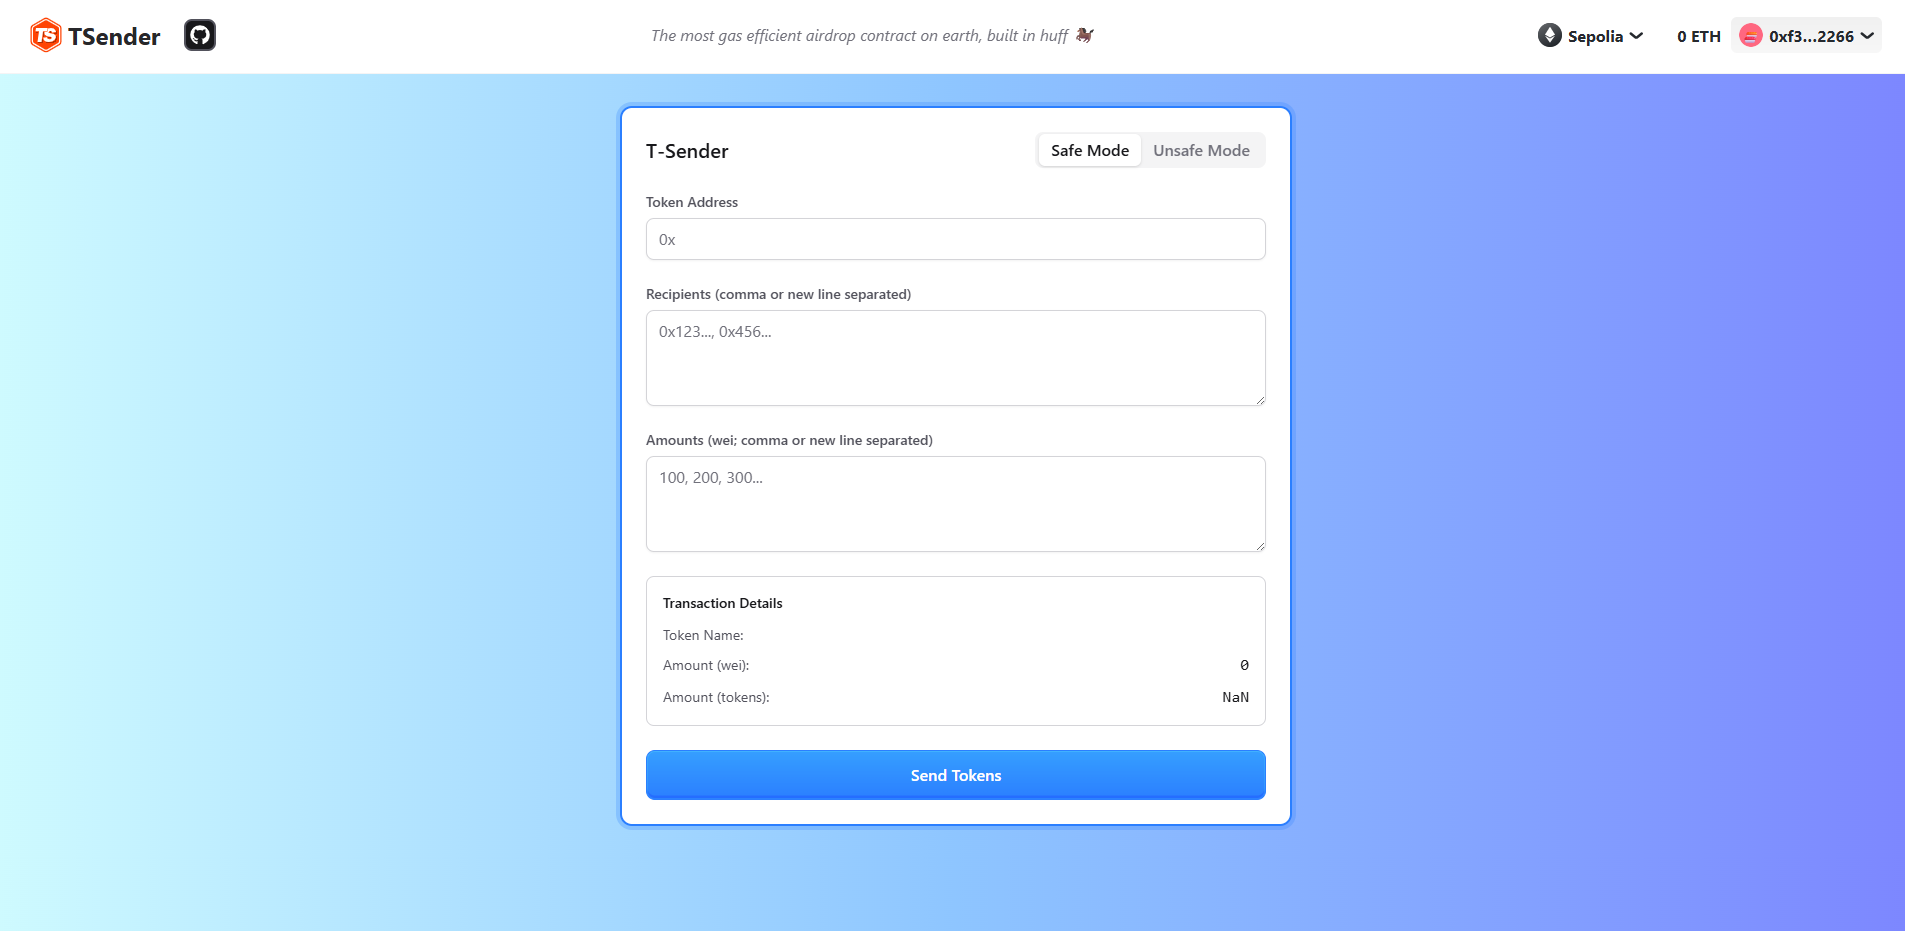 TS TSender
The most gas efficient airdrop contract on earth, built in huff
Sepolia
0 ETH
0xf3...2266
T-Sender
Safe Mode
Unsafe Mode
Token Address
0x
Recipients (comma or new line separated)
0x123..., 0x456...
Amounts (wei; comma or new line separated)
100, 200, 300...
Transaction Details
Token Name:
Amount (wei): 0
Amount (tokens): NaN
Send Tokens